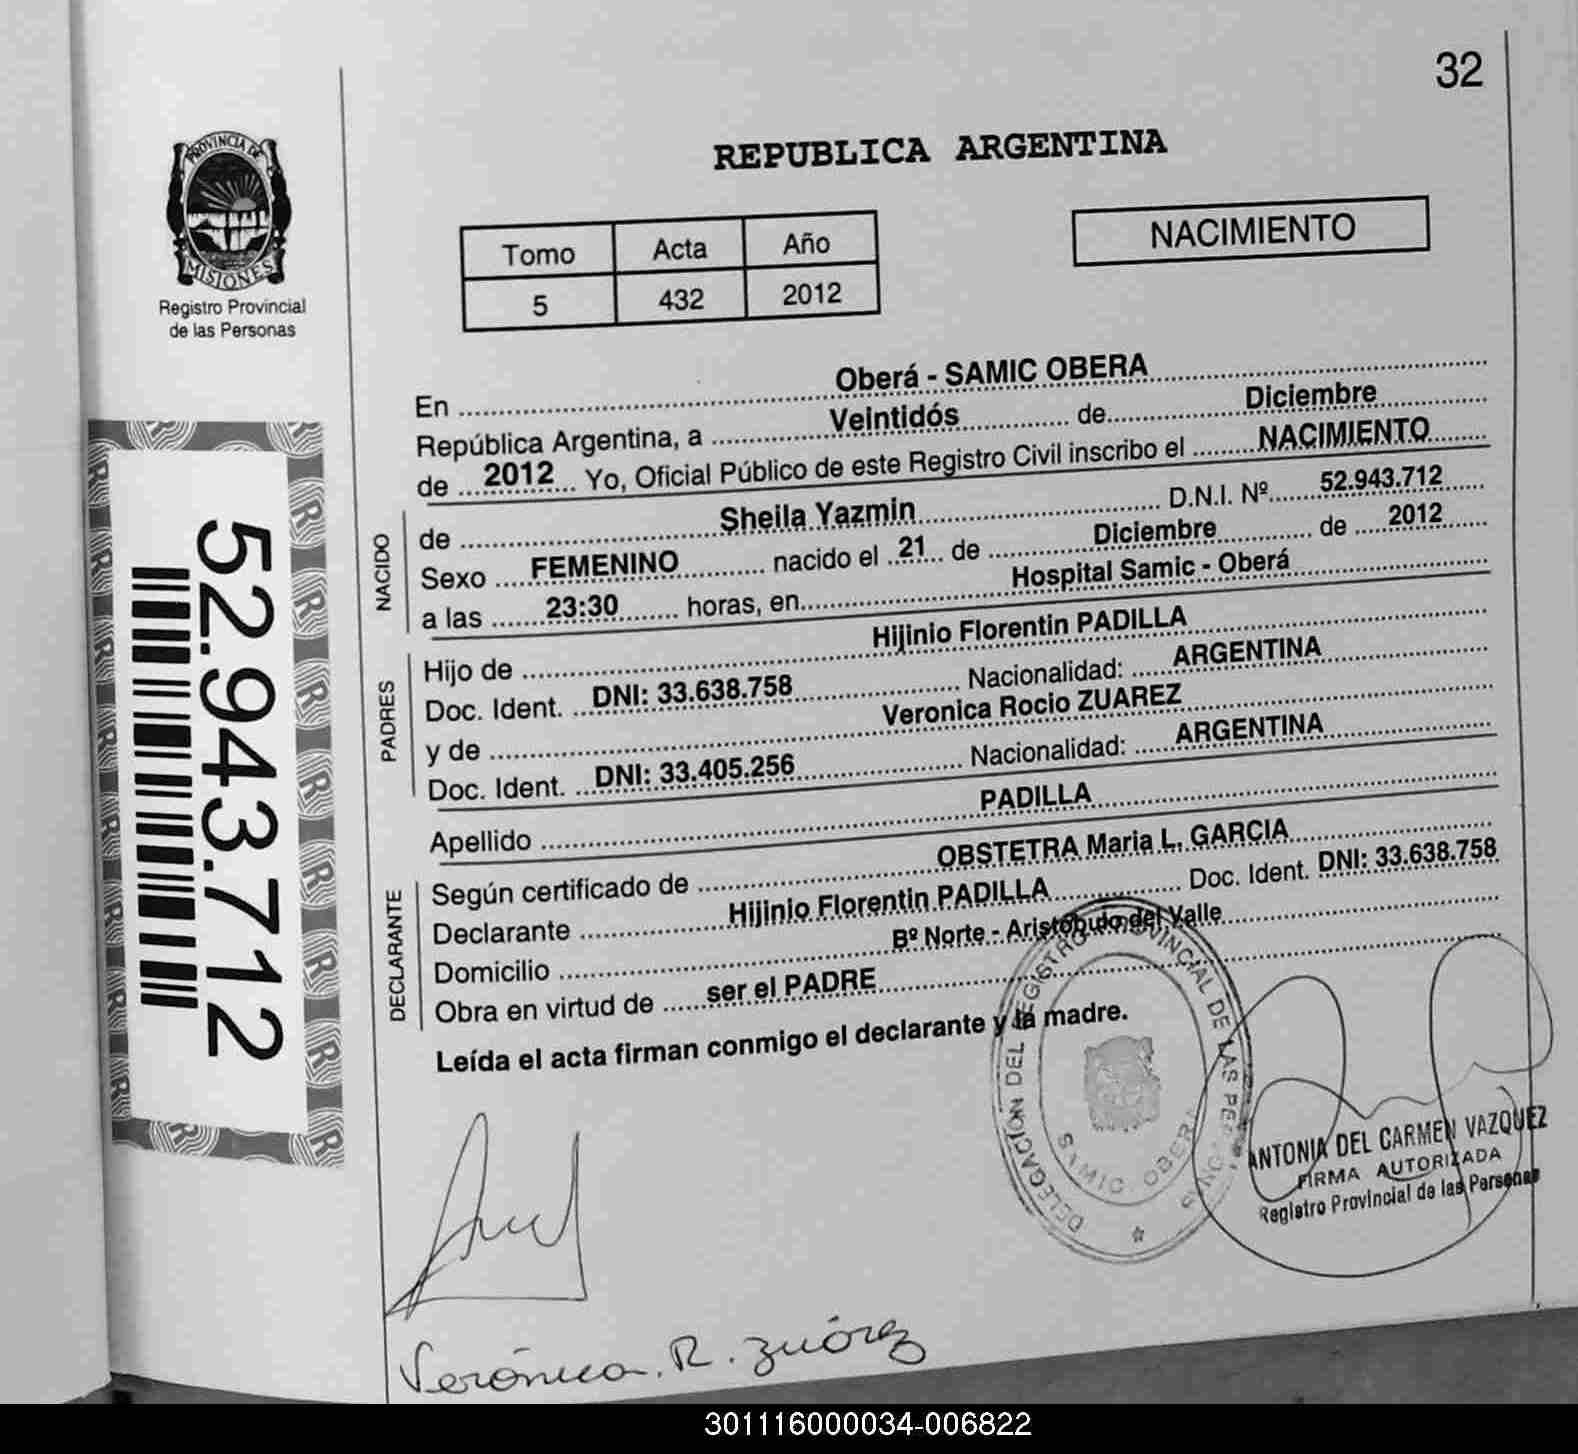 32
PROVINCIA DE
MISIONES
Registro Provincial
de las Personas
REPUBLICA ARGENTINA
Tomo Acta Año
5 432 2012
NACIMIENTO
52.943.712
En ........ Oberá - SAMIC OBERA ........
República Argentina, a ........ Veintidós ........ de ........ Diciembre ........
de ... 2012 ... Yo, Oficial Público de este Registro Civil inscribo el ........ NACIMIENTO ........
NACIDO
de ........ Sheila Yazmin ........ D.N.I. Nº ........ 52.943.712 ........
Sexo ..... FEMENINO ........ nacido el .. 21 ... de ........ Diciembre ........ de ..... 2012 ........
a las ...... 23:30 ....... horas, en ........ Hospital Samic - Oberá ........
PADRES
Hijo de ........ Hijinio Florentin PADILLA ........
Doc. Ident. ... DNI: 33.638.758 ........ Nacionalidad: ..... ARGENTINA ........
y de ........ Veronica Rocio ZUAREZ ........
Doc. Ident. ... DNI: 33.405.256 ........ Nacionalidad: ..... ARGENTINA ........
Apellido ........ PADILLA ........
DECLARANTE
Según certificado de ........ OBSTETRA Maria L. GARCIA ........
Declarante ........ Hijinio Florentin PADILLA ........ Doc. Ident. DNI: 33.638.758
Domicilio ........ Bº Norte - Aristóbulo del Valle ........
Obra en virtud de ...... ser el PADRE ........
Leída el acta firman conmigo el declarante y la madre.
DELEGACION DEL REGISTRO PROVINCIAL DE LAS
SAMIC OBERA
ANTONIA DEL CARMEN VAZQUEZ
FIRMA AUTORIZADA
Registro Provincial de las Personas
Verónica. R. zuárez
301116000034-006822